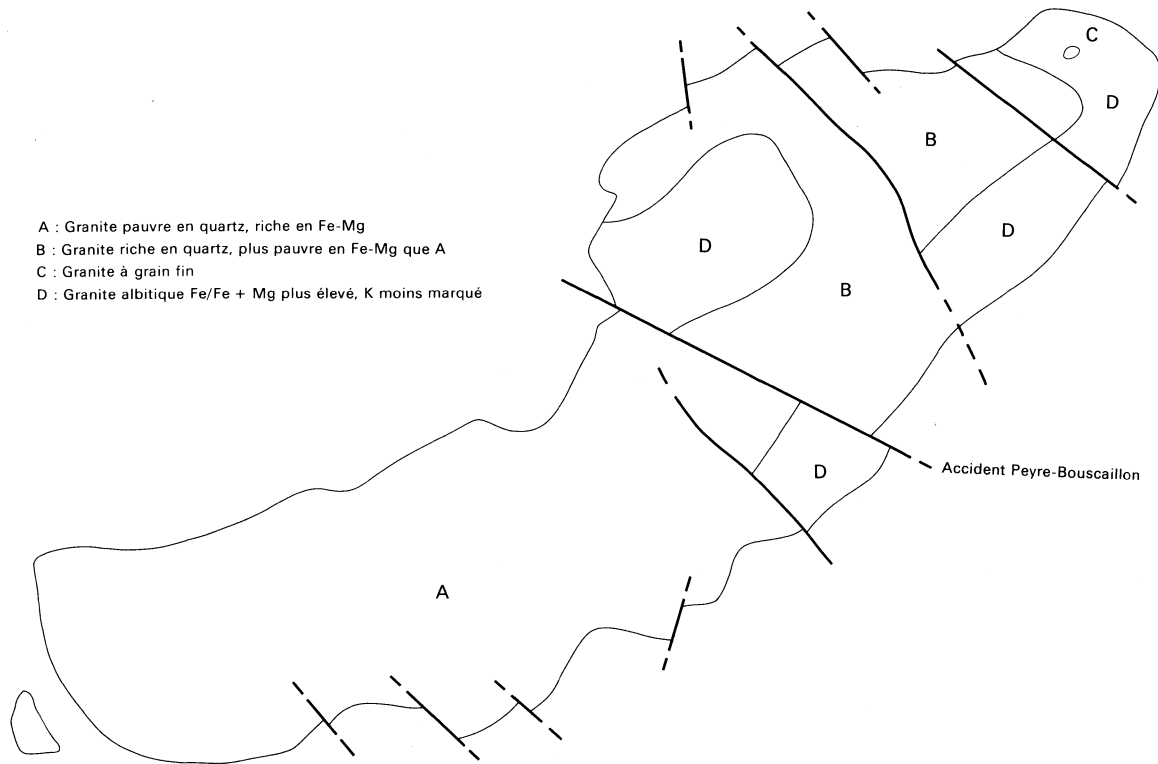 C
D
B
A : Granite pauvre en quartz, riche en Fe-Mg
B : Granite riche en quartz, plus pauvre en Fe-Mg que A
C : Granite à grain fin
D : Granite albitique Fe/Fe + Mg plus élevé, K moins marqué
D
D
B
D
Accident Peyre-Bouscaillon
A